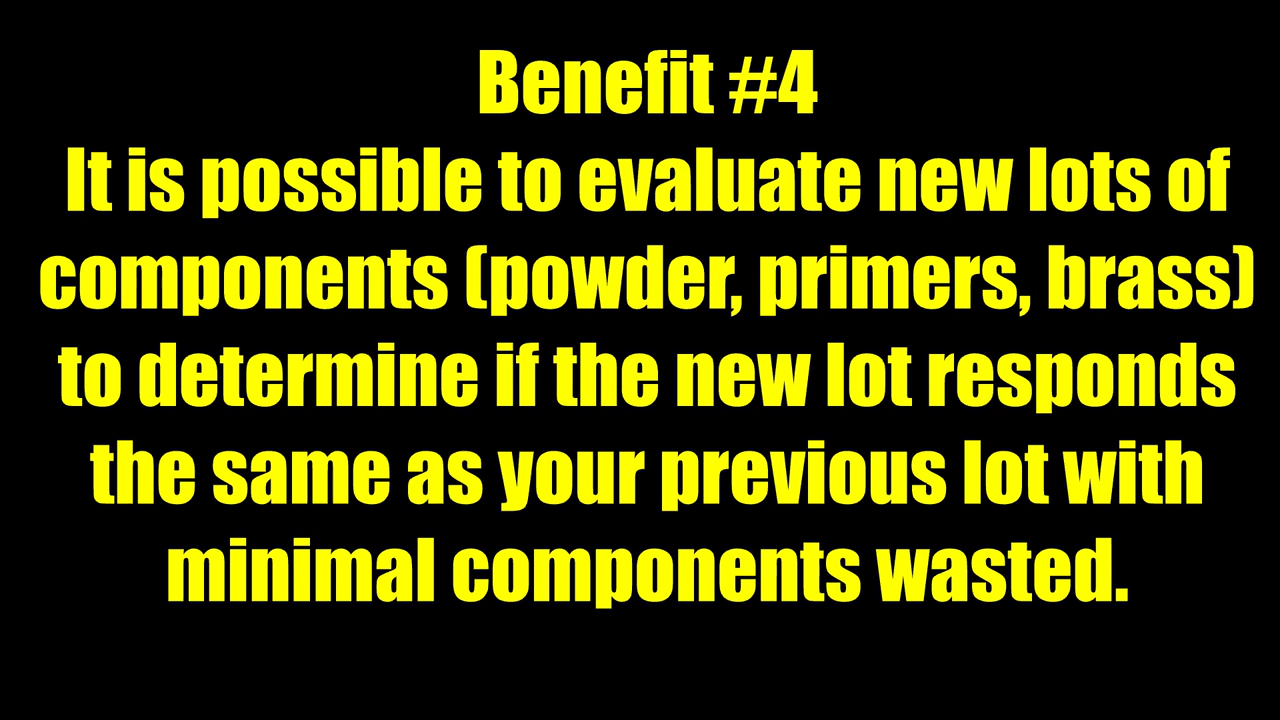 Benefit #4
It is possible to evaluate new lots of
components (powder, primers, brass)
to determine if the new lot responds
the same as your previous lot with
minimal components wasted.